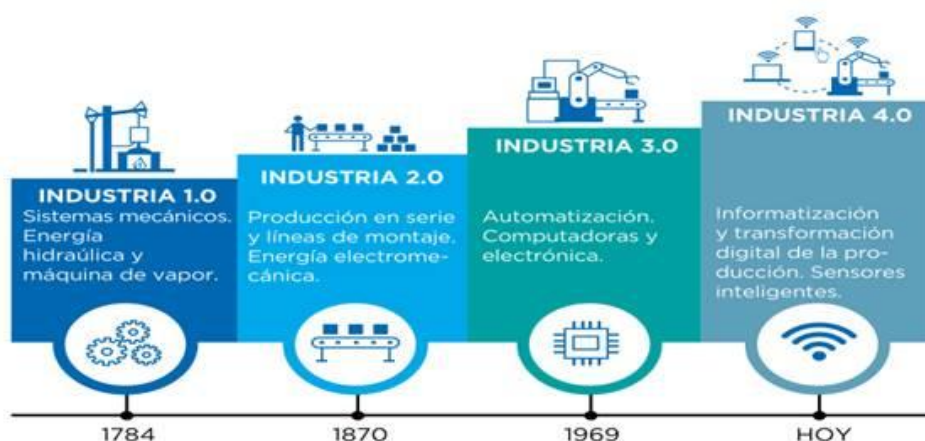 INDUSTRIA 1.0
Sistemas mecánicos.
Energía
hidraúlica y
máquina de vapor.
INDUSTRIA 2.0
Producción en serie
y líneas de montaje.
Energía electrome-
cánica.
INDUSTRIA 3.0
Automatización.
Computadoras y
electrónica.
INDUSTRIA 4.0
Informatización
y transformación
digital de la pro-
ducción. Sensores
inteligentes.
1784
1870
1969
HOY